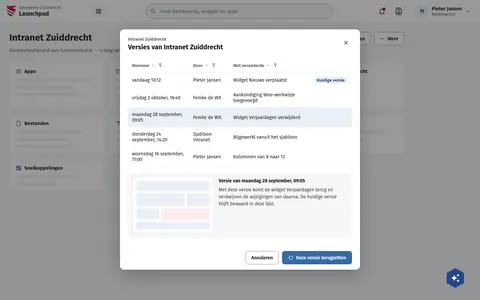 Gemeente Zuiddrecht
Launchpad
Zoek dashboards, widgets en apps
Pieter Jansen
Medewerker
Intranet Zuiddrecht
Meer
Apps
Bestanden
Snelkoppelingen
Intranet Zuiddrecht
Versies van Intranet Zuiddrecht
Wanneer
Door
Wat veranderde
vandaag 10:12
Pieter Jansen
Widget Nieuws verplaatst
Huidige versie
vrijdag 2 oktober, 16:40
Femke de Wit
Aankondiging Woo-werkwijze
toegevoegd
maandag 28 september,
09:05
Femke de Wit
Widget Verjaardagen verwijderd
donderdag 24
september, 14:20
Sjabloon
Intranet
Bijgewerkt vanuit het sjabloon
woensdag 16 september,
11:00
Pieter Jansen
Kolommen van 8 naar 12
Versie van maandag 28 september, 09:05
Met deze versie komt de widget Verjaardagen terug en
verdwijnen de wijzigingen van daarna. De huidige versie
blijft bewaard in deze lijst.
Annuleren
Deze versie terugzetten